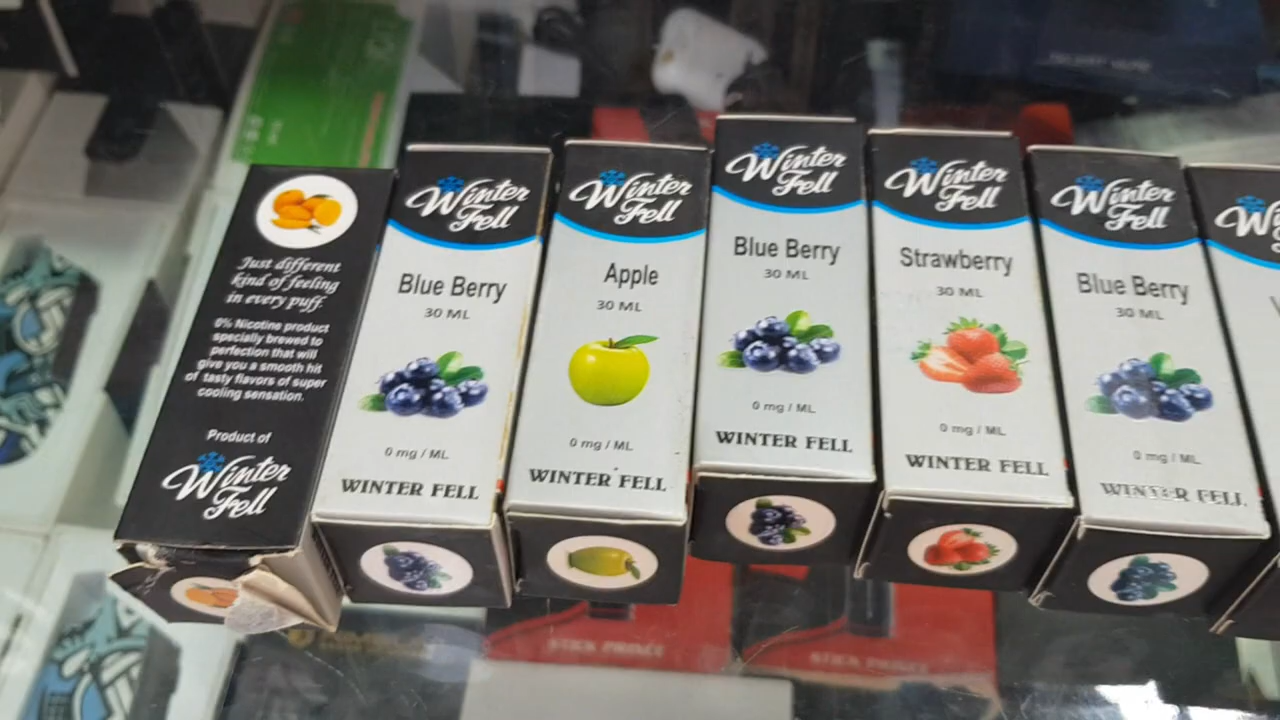 Just different
kind of feeling
in every puff.
0% Nicotine product
specially brewed to
perfection that will
give you a smooth hit
of tasty flavors of super
cooling sensation.
Product of
Winter
Fell
Winter
Fell
Blue Berry
30 ML
0 mg / ML
WINTER FELL
Winter
Fell
Apple
30 ML
0 mg / ML
WINTER FELL
Winter
Fell
Blue Berry
30 ML
0 mg / ML
WINTER FELL
Winter
Fell
Strawberry
30 ML
0 mg / ML
WINTER FELL
Winter
Fell
Blue Berry
30 ML
0 mg / ML
WINTER FELL
STICK PRINCE
STICK PRINCE